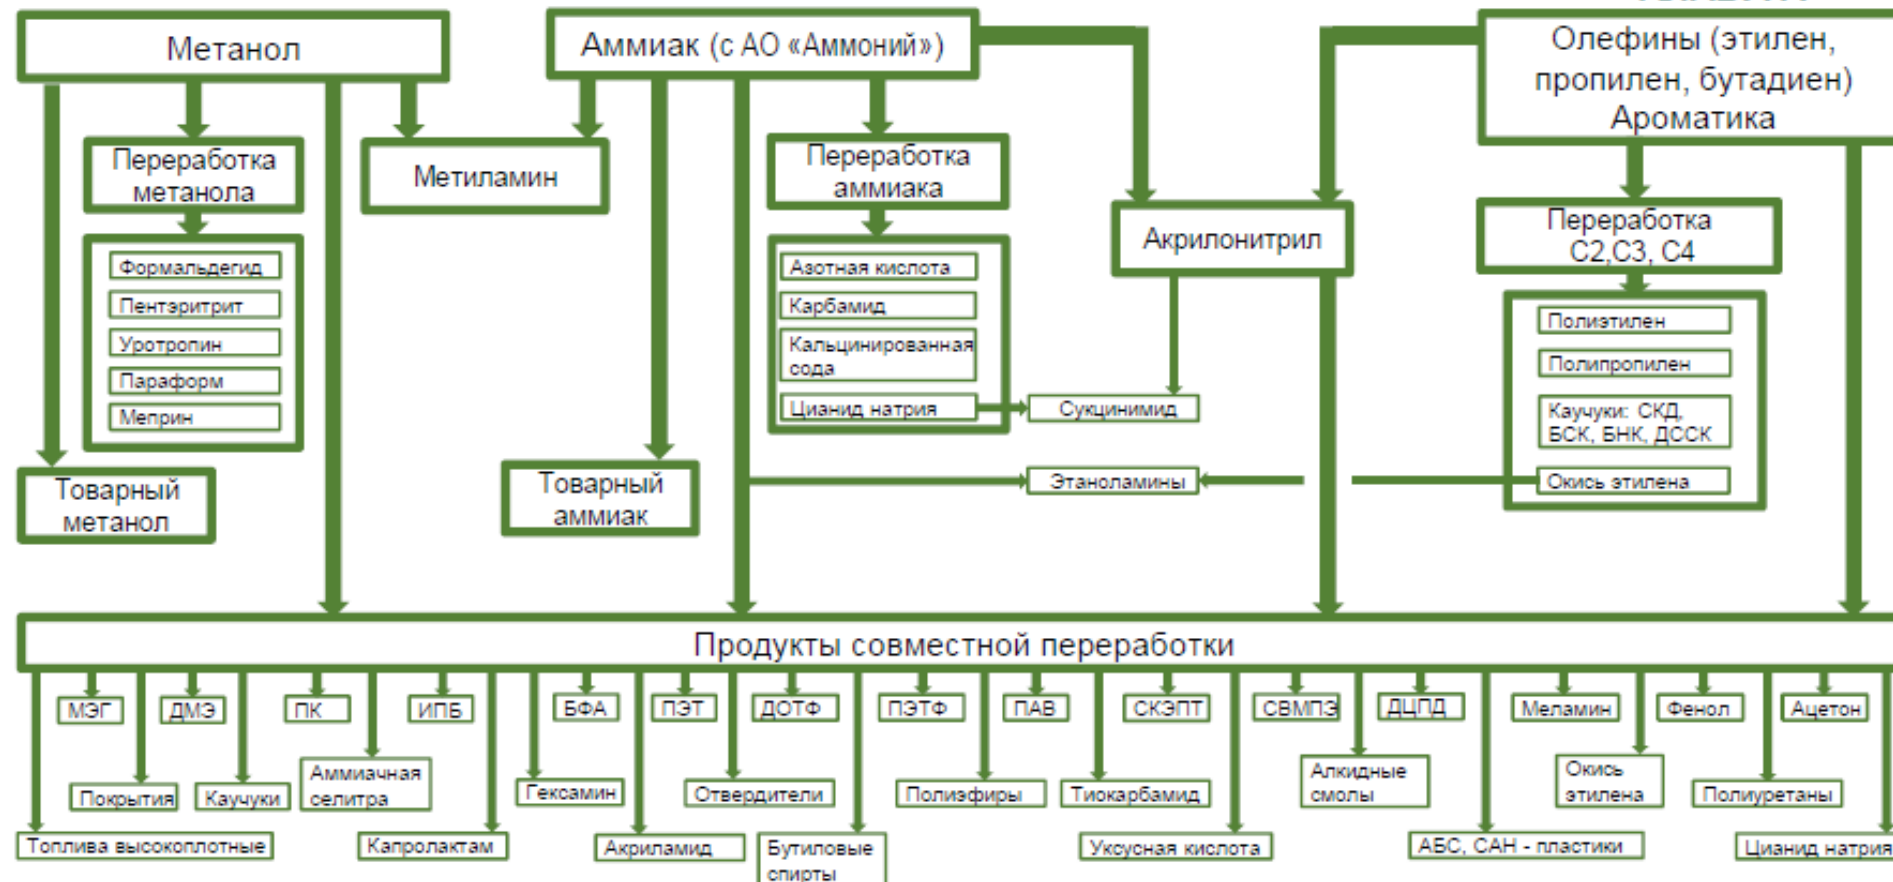 Метанол
Аммиак (с АО «Аммоний»)
Олефины (этилен,
пропилен, бутадиен)
Ароматика
Переработка
метанола
Метиламин
Переработка
аммиака
Акрилонитрил
Переработка
С2,С3, С4
Формальдегид
Пентэритрит
Уротропин
Параформ
Меприн
Азотная кислота
Карбамид
Кальцинированная
сода
Цианид натрия
Сукцинимид
Этаноламины
Полиэтилен
Полипропилен
Каучуки: СКД,
БСК, БНК, ДССК
Окись этилена
Товарный
метанол
Товарный
аммиак
Продукты совместной переработки
МЭГ
ДМЭ
ПК
ИПБ
БФА
ПЭТ
ДОТФ
ПЭТФ
ПАВ
СКЭПТ
СВМПЭ
ДЦПД
Меламин
Фенол
Ацетон
Покрытия
Каучуки
Аммиачная
селитра
Гексамин
Отвердители
Полиэфиры
Тиокарбамид
Алкидные
смолы
Окись
этилена
Полиуретаны
Топлива высокоплотные
Капролактам
Акриламид
Бутиловые
спирты
Уксусная кислота
АБС, САН - пластики
Цианид натрия